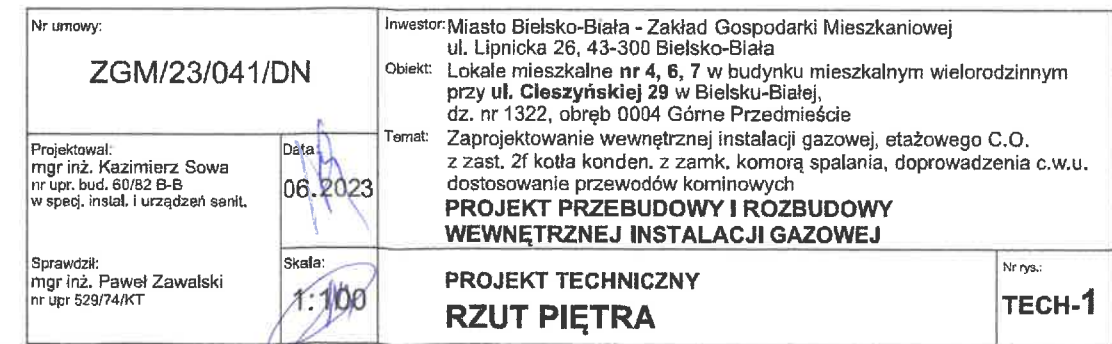 Nr umowy:
ZGM/23/041/DN
Inwestor: Miasto Bielsko-Biała - Zakład Gospodarki Mieszkaniowej
ul. Lipnicka 26, 43-300 Bielsko-Biała
Obiekt: Lokale mieszkalne nr 4, 6, 7 w budynku mieszkalnym wielorodzinnym
przy ul. Cieszyńskiej 29 w Bielsku-Białej,
dz. nr 1322, obręb 0004 Górne Przedmieście
Temat: Zaprojektowanie wewnętrznej instalacji gazowej, etażowego C.O.
z zast. 2f kotła konden. z zamk. komorą spalania, doprowadzenia c.w.u.
dostosowanie przewodów kominowych
PROJEKT PRZEBUDOWY I ROZBUDOWY
WEWNĘTRZNEJ INSTALACJI GAZOWEJ
Projektował:
mgr inż. Kazimierz Sowa
nr upr. bud. 60/82 B-B
w specj. instal. i urządzeń sanit.
Data
06.2023
Sprawdził:
mgr inż. Paweł Zawalski
nr upr 529/74/KT
Skala:
1:100
PROJEKT TECHNICZNY
RZUT PIĘTRA
Nr rys.:
TECH-1